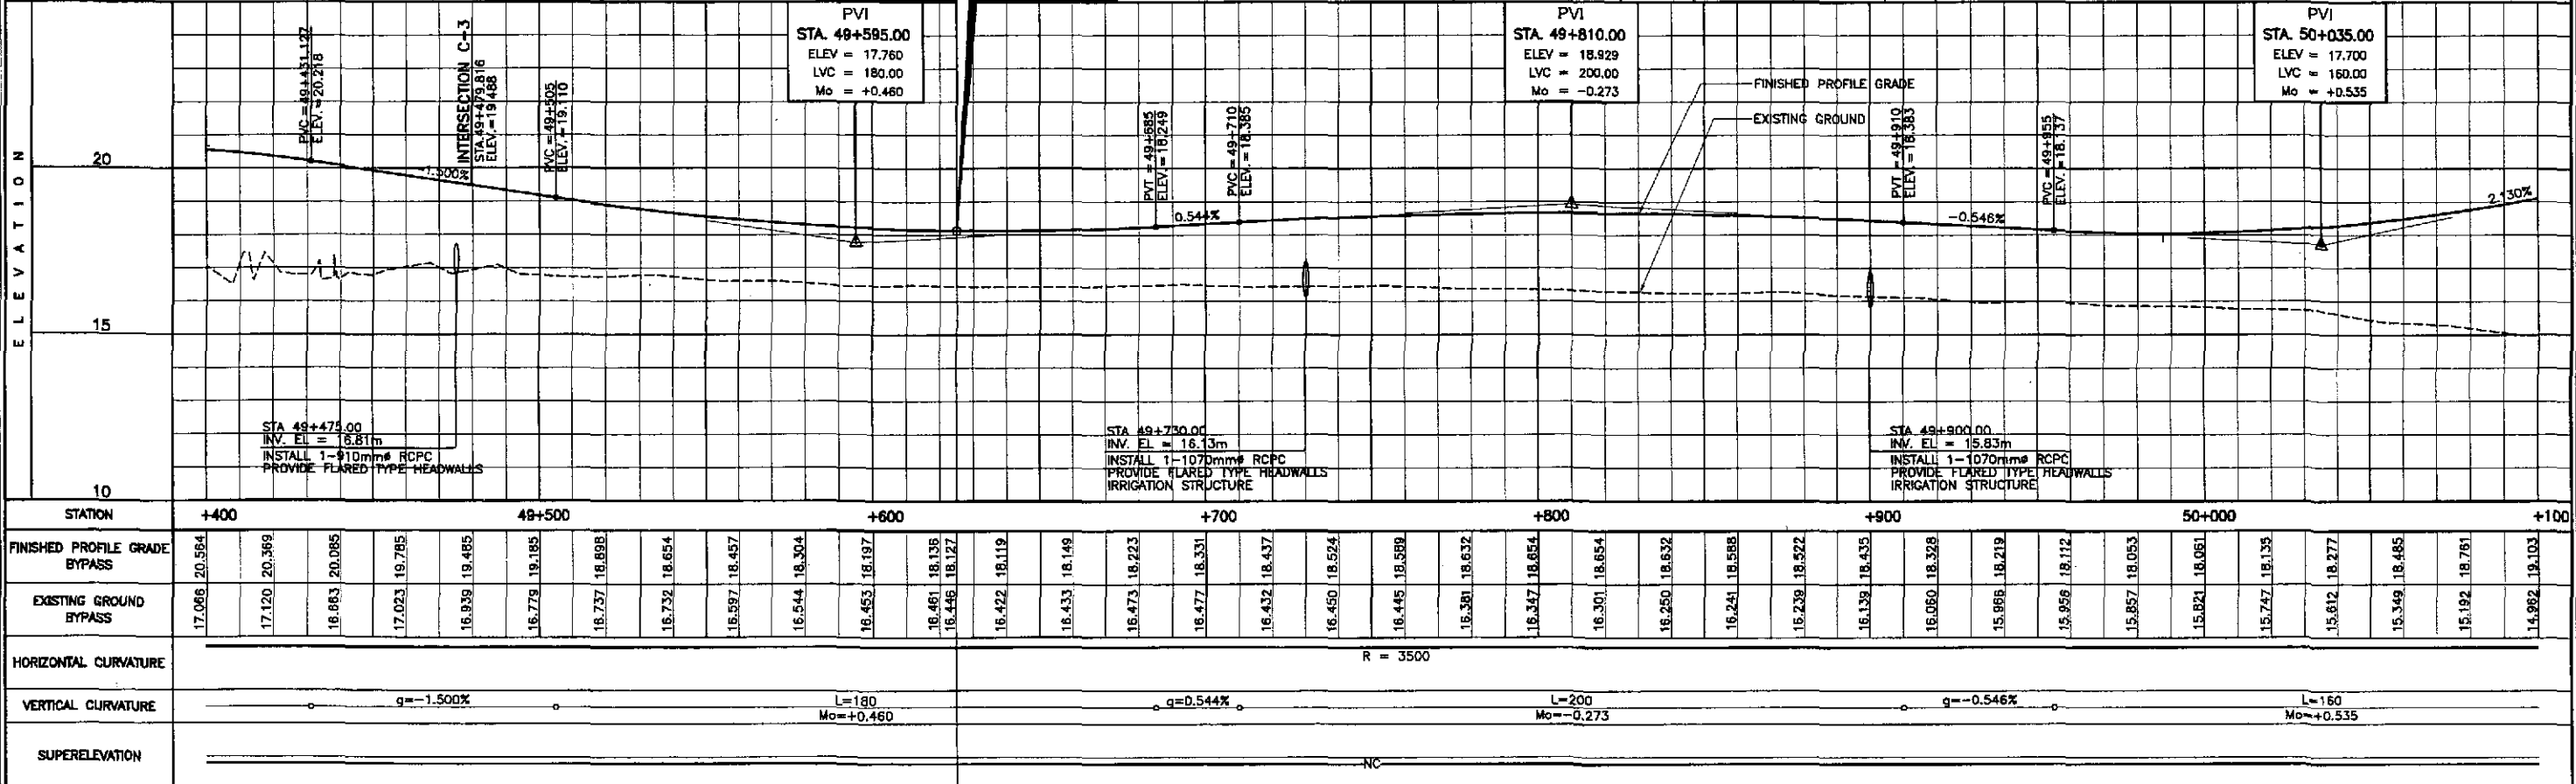 PVI
STA. 49+595.00
ELEV = 17.760
LVC = 180.00
Mo = +0.460
PVI
STA. 49+810.00
ELEV = 18.929
LVC = 200.00
Mo = -0.273
PVI
STA. 50+035.00
ELEV = 17.700
LVC = 160.00
Mo = +0.535
PVC = 49+431.127
ELEV. = 20.218
INTERSECTION C-3
STA.49+479.816
ELEV.=19.488
PVC = 49+505
ELEV. = 19.110
PVT = 49+685
ELEV. = 18.249
PVC = 49+710
ELEV. = 18.385
PVT = 49+910
ELEV. = 18.383
PVC = 49+955
ELEV. = 18.137
FINISHED PROFILE GRADE
EXISTING GROUND
-1.500%
0.544%
-0.546%
2.130%
ELEVATION
20
15
10
STA 49+475.00
INV. EL = 16.81m
INSTALL 1-910mmø RCPC
PROVIDE FLARED TYPE HEADWALLS
STA 49+730.00
INV. EL = 16.13m
INSTALL 1-1070mmø RCPC
PROVIDE FLARED TYPE HEADWALLS
IRRIGATION STRUCTURE
STA 49+900.00
INV. EL = 15.83m
INSTALL 1-1070mmø RCPC
PROVIDE FLARED TYPE HEADWALLS
IRRIGATION STRUCTURE
STATION +400 49+500 +600 +700 +800 +900 50+000 +100
FINISHED PROFILE GRADE
BYPASS
20.564 20.369 20.085 19.785 19.485 19.185 18.898 18.654 18.457 18.304 18.197 18.136 18.127 18.119 18.149 18.223 18.331 18.437 18.524 18.589 18.632 18.654 18.654 18.632 18.588 18.522 18.435 18.328 18.219 18.112 18.053 18.061 18.135 18.277 18.485 18.761 19.103
EXISTING GROUND
BYPASS
17.066 17.120 16.663 17.023 16.939 16.779 16.737 16.732 16.597 16.544 16.453 16.461 16.446 16.422 16.433 16.473 16.477 16.432 16.450 16.445 16.381 16.347 16.301 16.250 16.241 16.239 16.139 16.060 15.966 15.956 15.857 15.821 15.747 15.612 15.349 15.192 14.962
HORIZONTAL CURVATURE
R = 3500
VERTICAL CURVATURE
g=-1.500%
L=180
Mo=+0.460
g=0.544%
L=200
Mo=-0.273
g=-0.546%
L=160
Mo=+0.535
SUPERELEVATION
NC